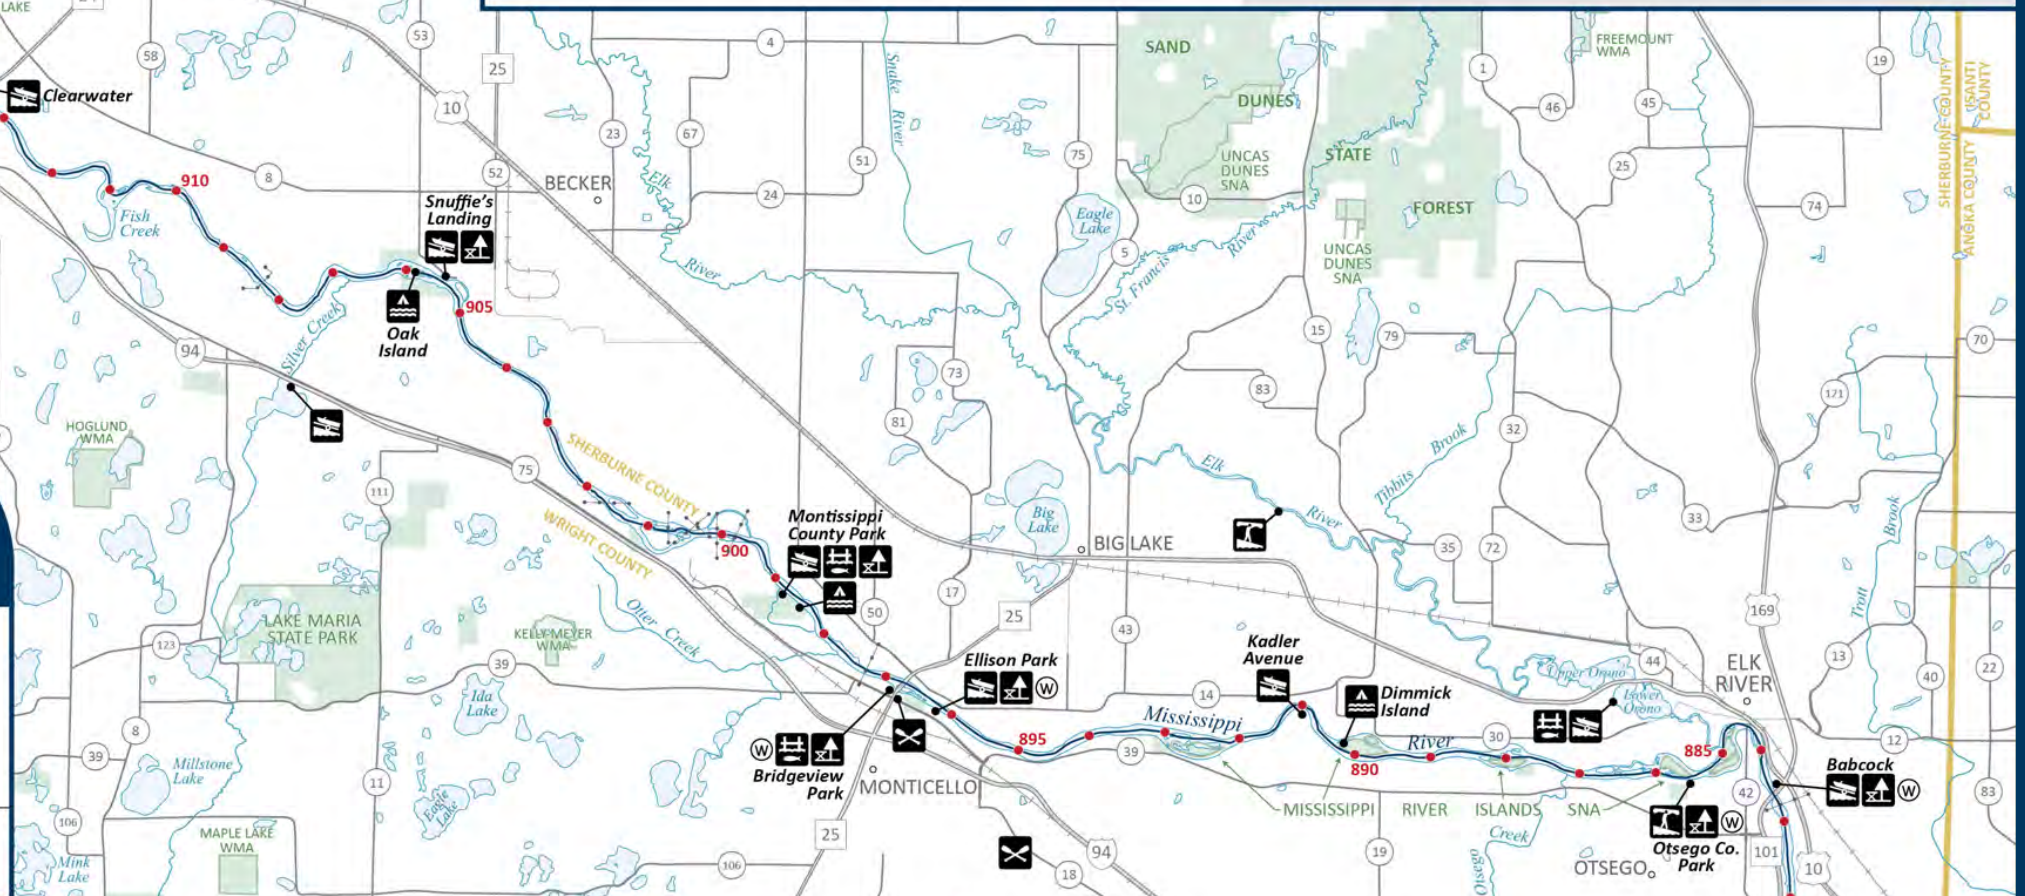 LAKE
24
58
53
25
10
Clearwater
8
910
Fish
Creek
52
Snuffie's
Landing
Oak
Island
905
Silver Creek
94
BECKER
23
4
67
24
51
Elk
River
Snake River
75
Eagle
Lake
5
St. Francis River
SAND
DUNES
STATE
FOREST
UNCAS
DUNES
SNA
10
UNCAS
DUNES
SNA
1
FREEMOUNT
WMA
46
45
25
19
74
SHERBURNE COUNTY
ISANTI
COUNTY
ANOKA COUNTY
15
79
83
32
33
70
171
Tibbits Brook
Elk River
73
81
HOGLUND
WMA
111
75
SHERBURNE COUNTY
WRIGHT COUNTY
900
Montissippi
County Park
Big
Lake
BIG LAKE
17
25
50
43
35
72
169
Trott Brook
13
40
22
44
ELK
RIVER
Upper Orono
Lower
Orono
LAKE MARIA
STATE PARK
123
KELLY-MEYER
WMA
Otter Creek
39
Ida
Lake
8
39
Millstone
Lake
11
Eagle
Lake
106
MAPLE LAKE
WMA
Mink
Lake
106
Ellison Park
W
W
Bridgeview
Park
MONTICELLO
25
94
18
895
39
14
Mississippi
River
Kadler
Avenue
Dimmick
Island
890
30
885
MISSISSIPPI RIVER ISLANDS SNA
19
Otsego
Creek
OTSEGO
W
Otsego Co.
Park
42
101
10
12
Babcock
W
83